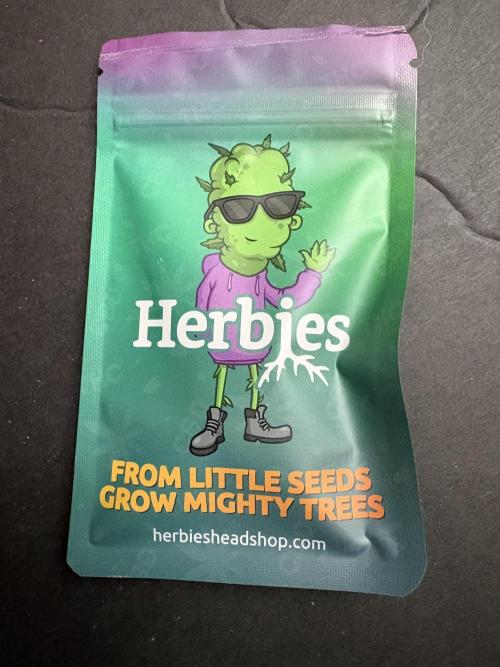 Herbies
FROM LITTLE SEEDS
GROW MIGHTY TREES
herbiesheadshop.com